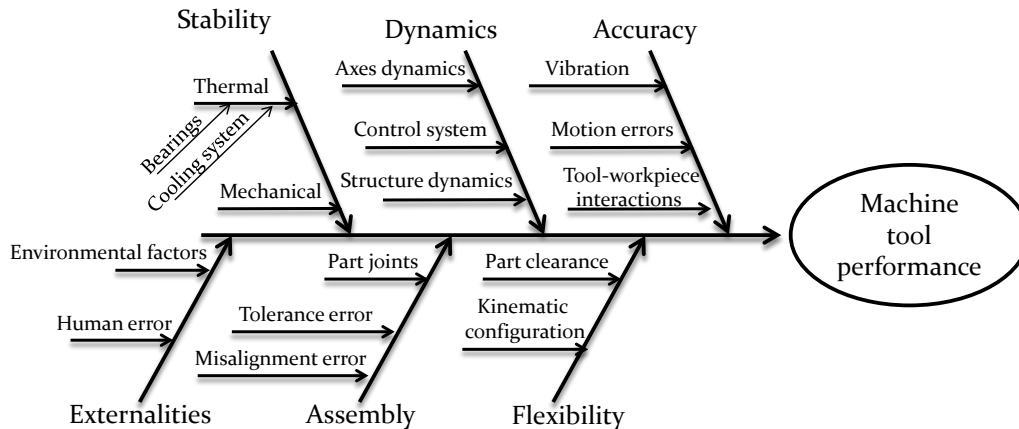 Stability
Dynamics
Accuracy
Thermal
Bearings
Cooling system
Mechanical
Axes dynamics
Control system
Structure dynamics
Vibration
Motion errors
Tool-workpiece
interactions
Machine
tool
performance
Environmental factors
Human error
Part joints
Tolerance error
Misalignment error
Part clearance
Kinematic
configuration
Externalities
Assembly
Flexibility